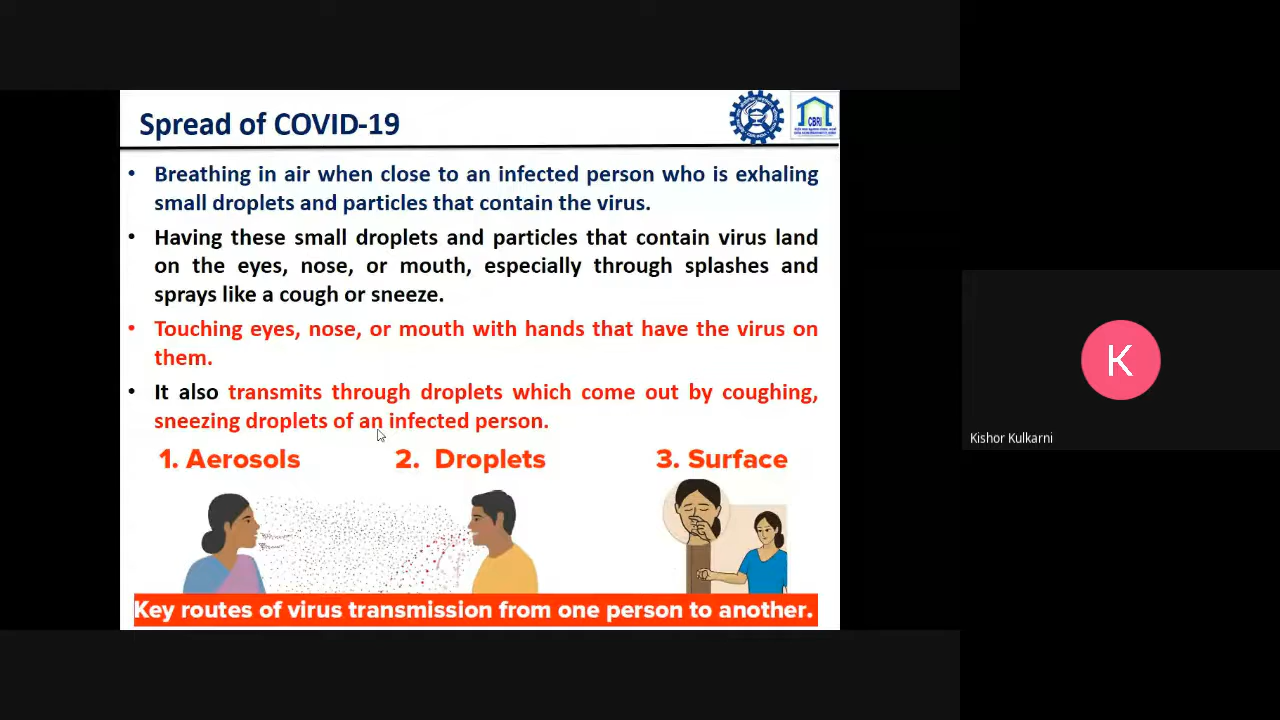 Spread of COVID-19
CBRI
• Breathing in air when close to an infected person who is exhaling
small droplets and particles that contain the virus.
• Having these small droplets and particles that contain virus land
on the eyes, nose, or mouth, especially through splashes and
sprays like a cough or sneeze.
• Touching eyes, nose, or mouth with hands that have the virus on
them.
• It also transmits through droplets which come out by coughing,
sneezing droplets of an infected person.
1. Aerosols 2. Droplets 3. Surface
Key routes of virus transmission from one person to another.
K
Kishor Kulkarni